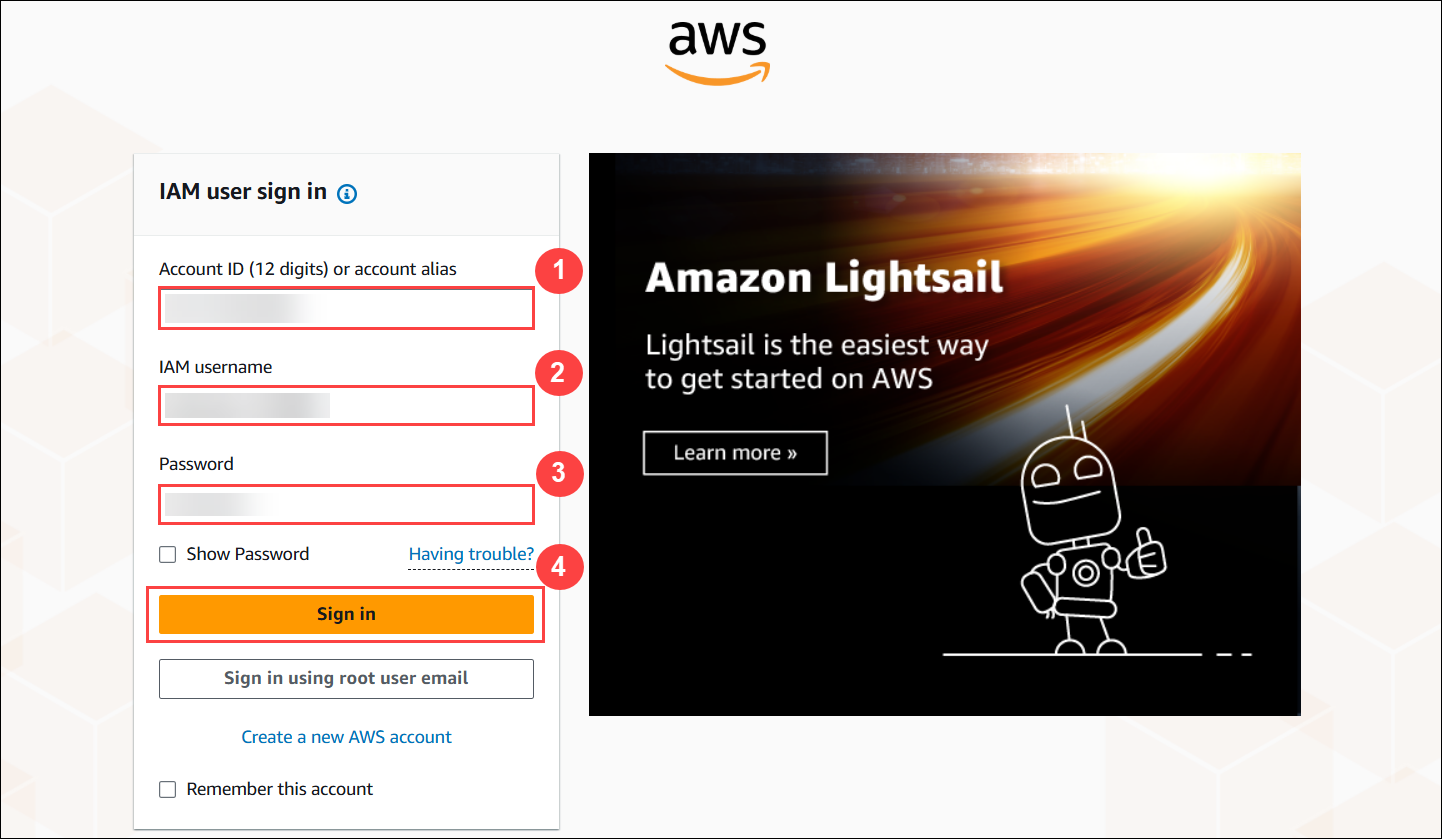 aws
IAM user sign in
Account ID (12 digits) or account alias
1
IAM username
2
Password
3
Show Password
Having trouble?
4
Sign in
Sign in using root user email
Create a new AWS account
Remember this account
Amazon Lightsail
Lightsail is the easiest way
to get started on AWS
Learn more »